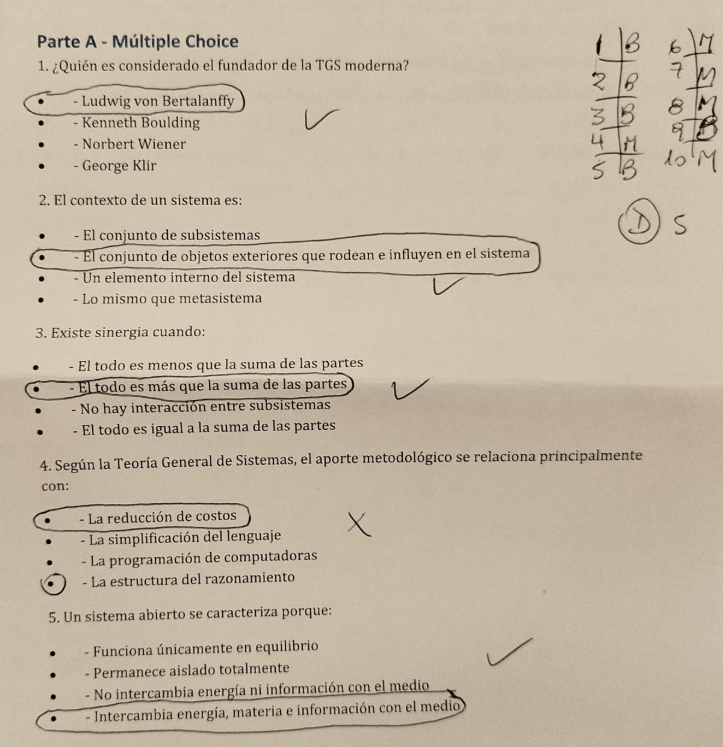 Parte A - Múltiple Choice
1. ¿Quién es considerado el fundador de la TGS moderna?
- Ludwig von Bertalanffy
- Kenneth Boulding
- Norbert Wiener
- George Klir
2. El contexto de un sistema es:
- El conjunto de subsistemas
- El conjunto de objetos exteriores que rodean e influyen en el sistema
- Un elemento interno del sistema
- Lo mismo que metasistema
3. Existe sinergia cuando:
- El todo es menos que la suma de las partes
- El todo es más que la suma de las partes
- No hay interacción entre subsistemas
- El todo es igual a la suma de las partes
4. Según la Teoría General de Sistemas, el aporte metodológico se relaciona principalmente
con:
- La reducción de costos
- La simplificación del lenguaje
- La programación de computadoras
- La estructura del razonamiento
5. Un sistema abierto se caracteriza porque:
- Funciona únicamente en equilibrio
- Permanece aislado totalmente
- No intercambia energía ni información con el medio
- Intercambia energía, materia e información con el medio
1 B 6 M
2 B 7 M
3 B 8 M
4 M 9 B
5 B 10 M
D 5